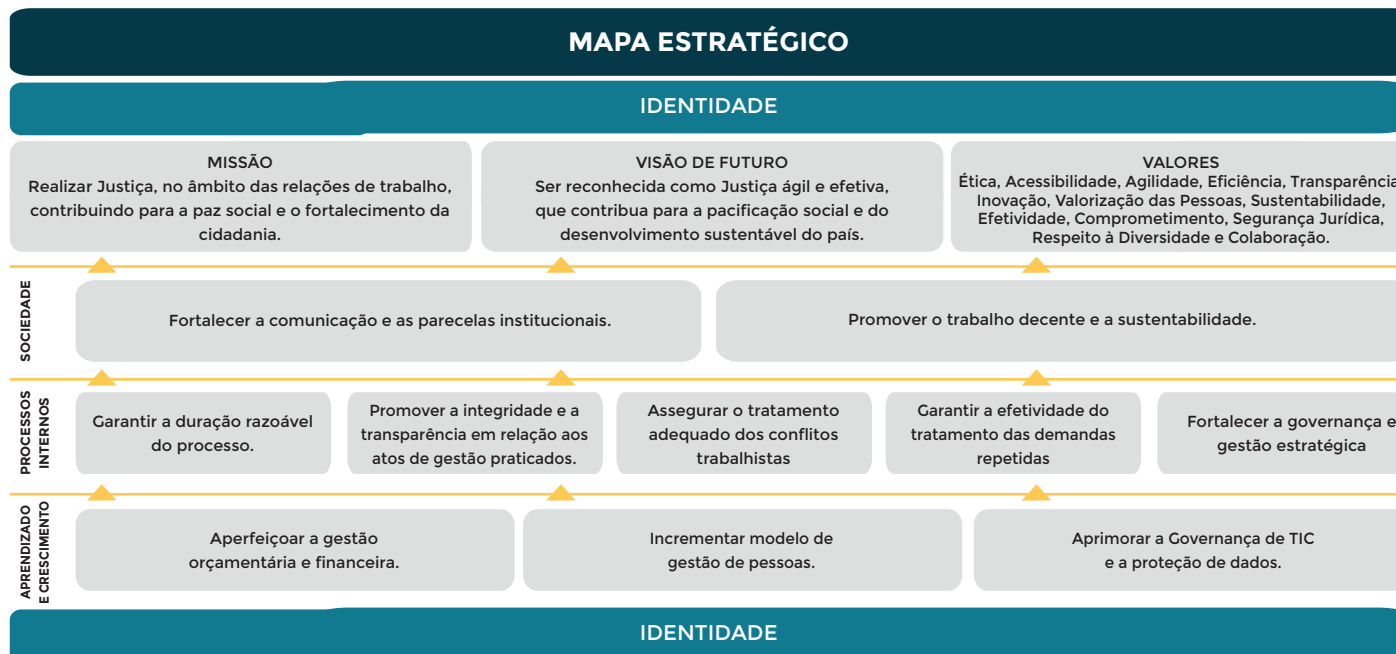 MAPA ESTRATÉGICO
IDENTIDADE
MISSÃO
Realizar Justiça, no âmbito das relações de trabalho,
contribuindo para a paz social e o fortalecimento da
cidadania.
VISÃO DE FUTURO
Ser reconhecida como Justiça ágil e efetiva,
que contribua para a pacificação social e do
desenvolvimento sustentável do país.
VALORES
Ética, Acessibilidade, Agilidade, Eficiência, Transparência
Inovação, Valorização das Pessoas, Sustentabilidade,
Efetividade, Comprometimento, Segurança Jurídica,
Respeito à Diversidade e Colaboração.
SOCIEDADE
Fortalecer a comunicação e as parecelas institucionais.
Promover o trabalho decente e a sustentabilidade.
PROCESSOS
INTERNOS
Garantir a duração razoável
do processo.
Promover a integridade e a
transparência em relação aos
atos de gestão praticados.
Assegurar o tratamento
adequado dos conflitos
trabalhistas
Garantir a efetividade do
tratamento das demandas
repetidas
Fortalecer a governança e
gestão estratégica
APRENDIZADO
E CRESCIMENTO
Aperfeiçoar a gestão
orçamentária e financeira.
Incrementar modelo de
gestão de pessoas.
Aprimorar a Governança de TIC
e a proteção de dados.
IDENTIDADE